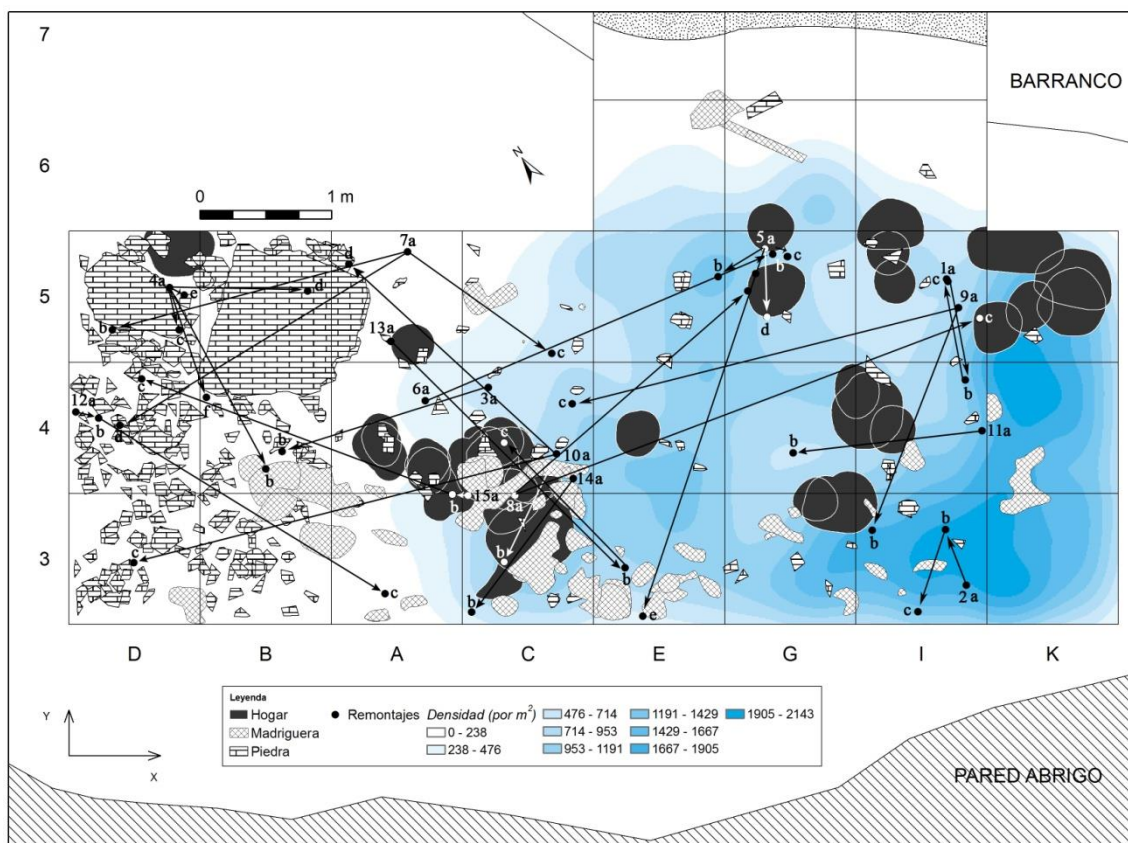 7
BARRANCO
6
N
0 1 m
7a
d
5a
b c
b
1a
c
4a
e
d
5
b
c
9a
13a
c
d
c
c
6a
3a
c
b
12a
b
d
f
4
b
c
b
11a
10a
b
14a
b
15a
8a
b
c
b
b
b
3
c
2a
b
e
c
D B A C E G I K
Leyenda
Hogar
Madriguera
Piedra
Remontajes
Densidad (por m²)
0 - 238
238 - 476
476 - 714
714 - 953
953 - 1191
1191 - 1429
1429 - 1667
1667 - 1905
1905 - 2143
Y
X
PARED ABRIGO